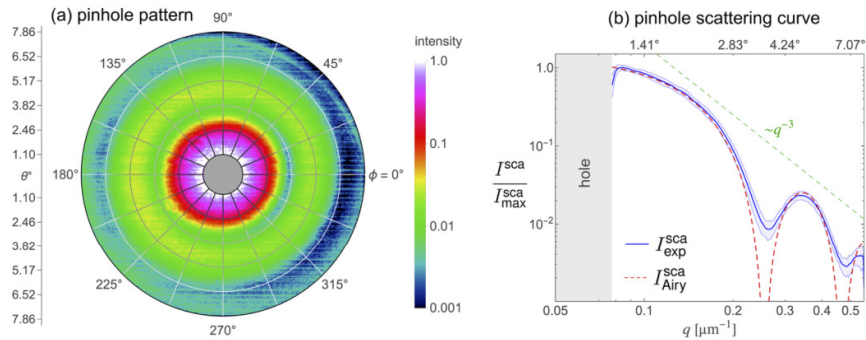 (a) pinhole pattern
7.86
6.52
5.17
3.82
2.46
1.10
θ°
1.10
2.46
3.82
5.17
6.52
7.86
90°
135°
45°
180°
ϕ = 0°
225°
315°
270°
intensity
1.0
0.1
0.01
0.001
(b) pinhole scattering curve
1.41° 2.83° 4.24° 7.07°
1.0
10⁻¹
10⁻²
I^sca
I^sca_max
hole
~q⁻³
I^sca_exp
I^sca_Airy
0.05 0.1 0.2 0.3 0.5
q [μm⁻¹]